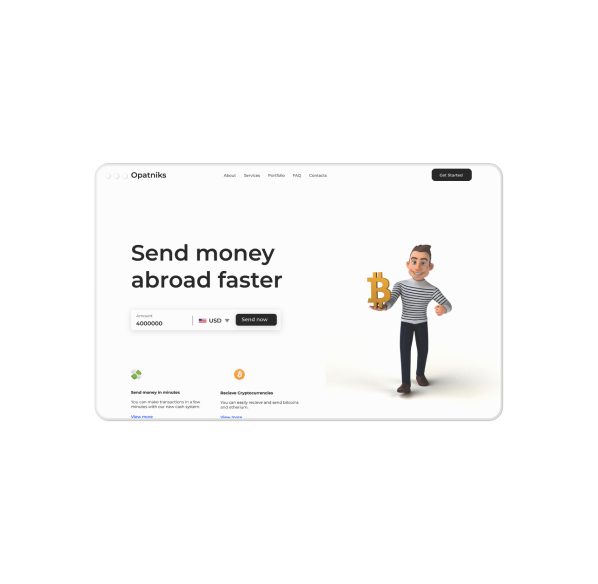 Opatniks
About Services Portfolio FAQ Contacts
Get Started
Send money
abroad faster
Amount
4000000
USD
Send now
Send money in minutes
You can make transactions in a few
minutes with our new cash system
View more
Recieve Cryptocurrencies
You can easily recieve and send bitcoins
and etherium
View more